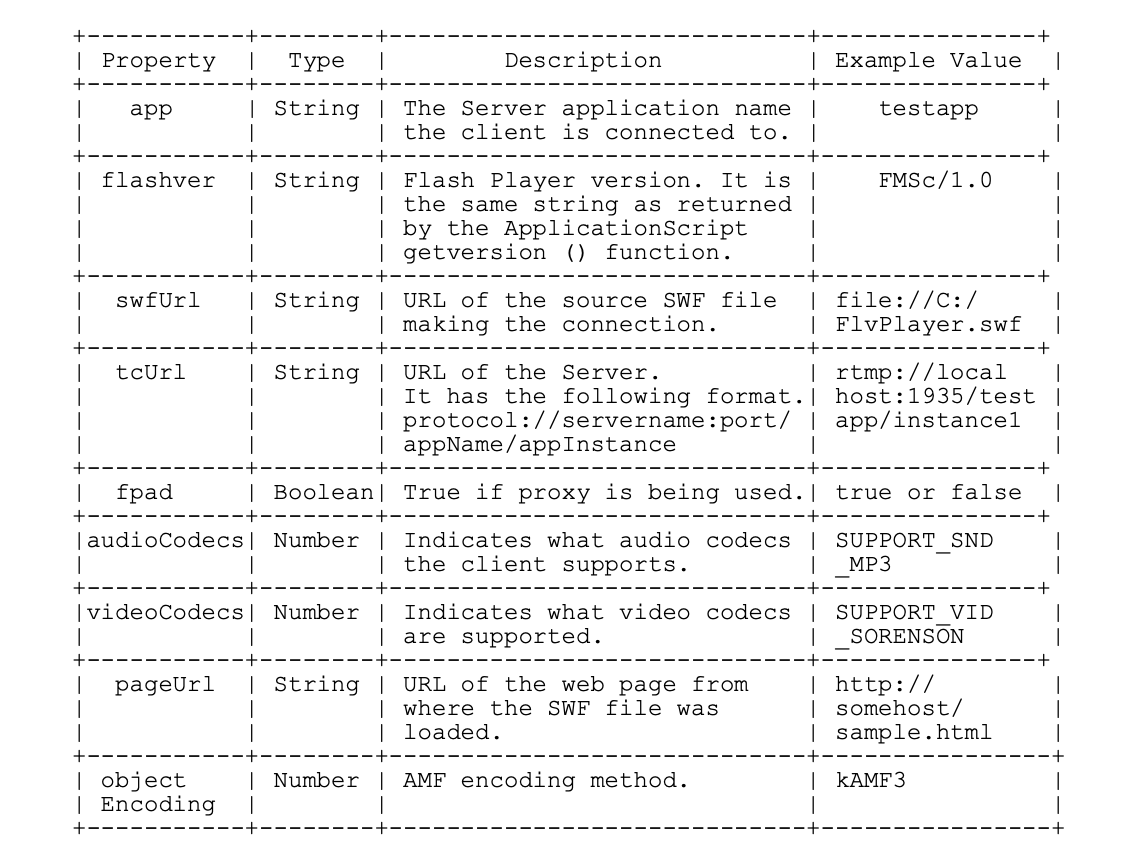 +-----------+--------+-----------------------------+---------------+
| Property  |  Type  |        Description          | Example Value |
+-----------+--------+-----------------------------+---------------+
|   app     | String | The Server application name |    testapp    |
|           |        | the client is connected to. |               |
+-----------+--------+-----------------------------+---------------+
| flashver  | String | Flash Player version. It is |    FMSc/1.0   |
|           |        | the same string as returned |               |
|           |        | by the ApplicationScript    |               |
|           |        | getversion () function.     |               |
+-----------+--------+-----------------------------+---------------+
|  swfUrl   | String | URL of the source SWF file  | file://C:/    |
|           |        | making the connection.      | FlvPlayer.swf |
+-----------+--------+-----------------------------+---------------+
|  tcUrl    | String | URL of the Server.          | rtmp://local  |
|           |        | It has the following format.| host:1935/test|
|           |        | protocol://servername:port/ | app/instance1 |
|           |        | appName/appInstance         |               |
+-----------+--------+-----------------------------+---------------+
|  fpad     | Boolean| True if proxy is being used.| true or false |
+-----------+--------+-----------------------------+---------------+
|audioCodecs| Number | Indicates what audio codecs | SUPPORT_SND   |
|           |        | the client supports.        | _MP3          |
+-----------+--------+-----------------------------+---------------+
|videoCodecs| Number | Indicates what video codecs | SUPPORT_VID   |
|           |        | are supported.              | _SORENSON     |
+-----------+--------+-----------------------------+---------------+
|  pageUrl  | String | URL of the web page from    | http://       |
|           |        | where the SWF file was      | somehost/     |
|           |        | loaded.                     | sample.html   |
+-----------+--------+-----------------------------+----------------+
| object    | Number | AMF encoding method.        | kAMF3         |
| Encoding  |        |                             |               |
+-----------+--------+-----------------------------+----------------+